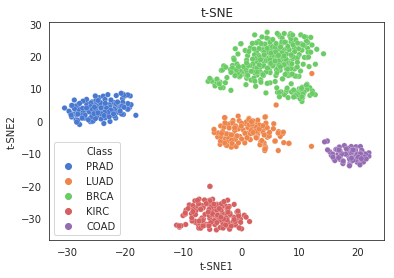 t-SNE
t-SNE2
30
20
10
0
−10
−20
−30
Class
PRAD
LUAD
BRCA
KIRC
COAD
−30
−20
−10
0
10
20
t-SNE1